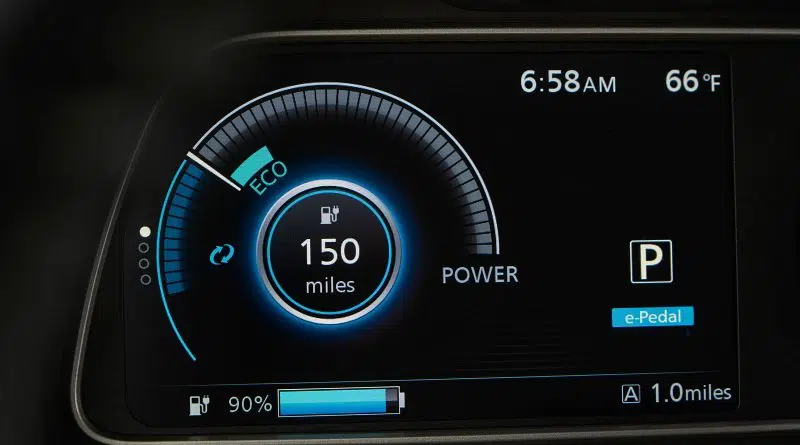 6:58AM 66°F
ECO
150
miles
POWER
P
e-Pedal
90%
A 1.0miles